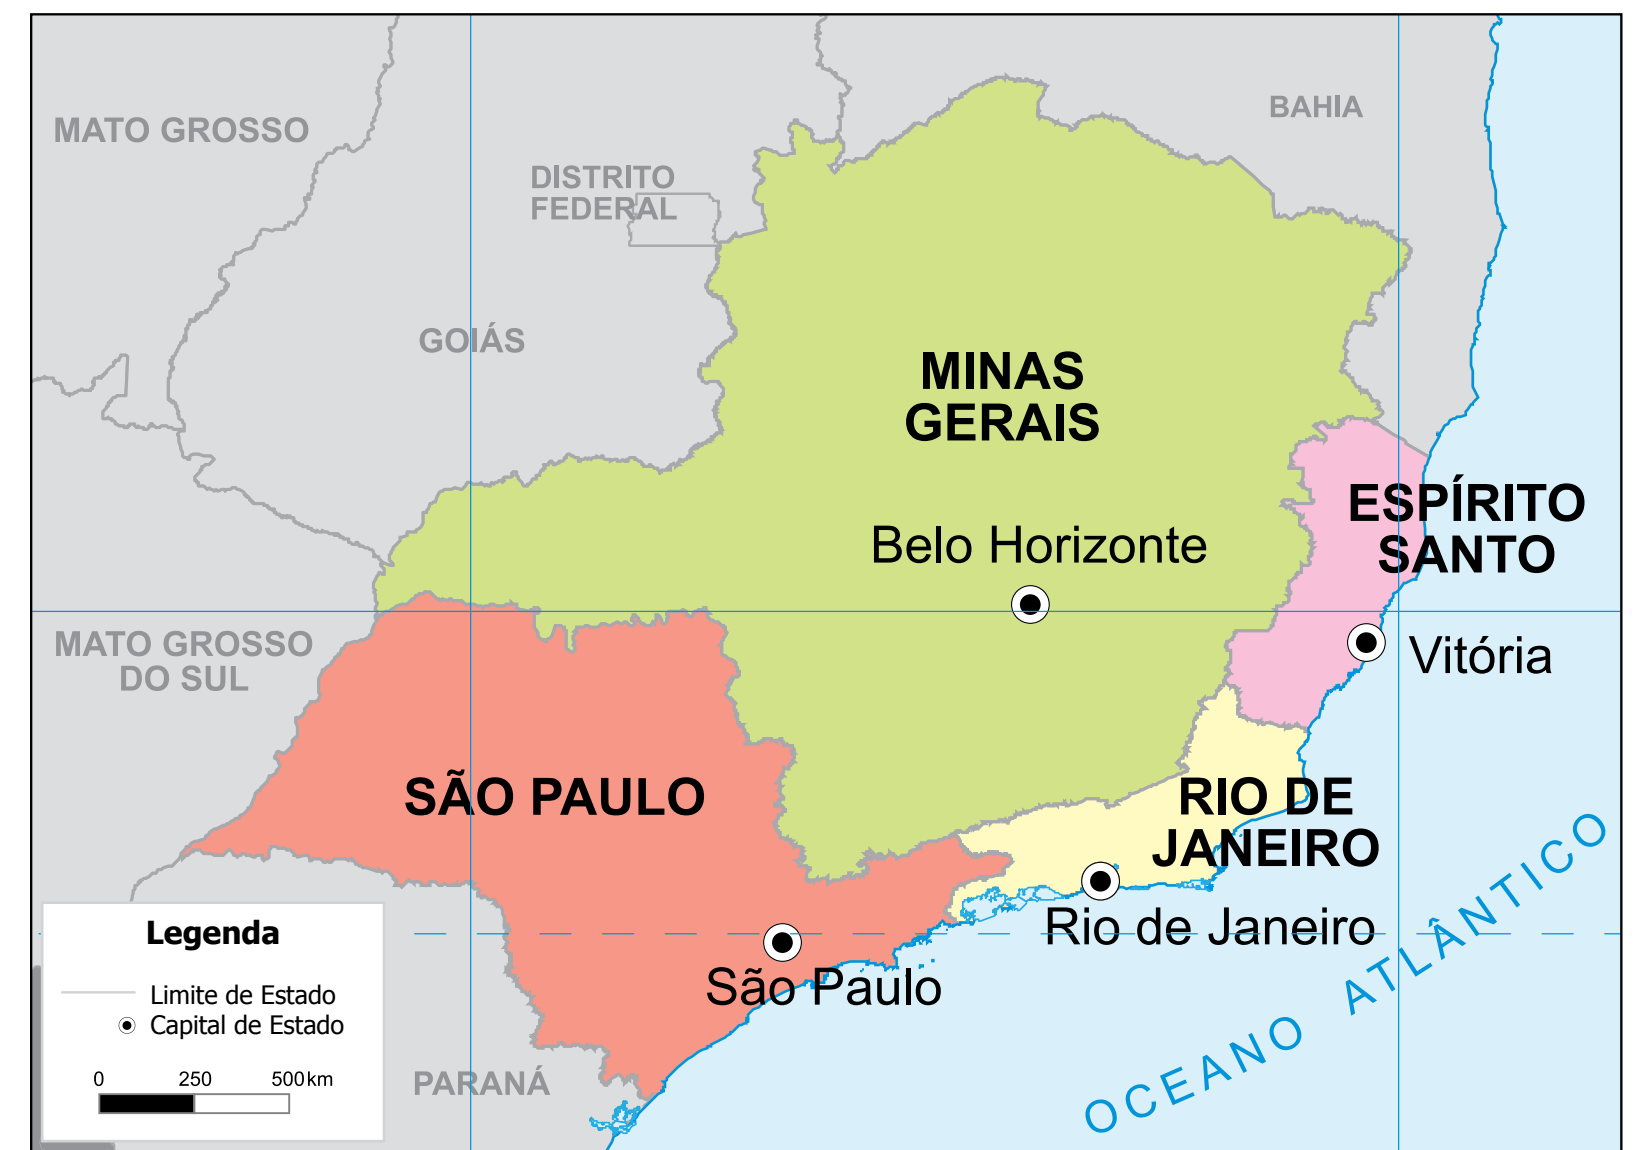 MATO GROSSO
BAHIA
DISTRITO
FEDERAL
GOIÁS
MINAS
GERAIS
ESPÍRITO
SANTO
Belo Horizonte
MATO GROSSO
DO SUL
Vitória
SÃO PAULO
RIO DE
JANEIRO
Rio de Janeiro
São Paulo
OCEANO ATLÂNTICO
PARANÁ
Legenda
Limite de Estado
Capital de Estado
0 250 500 km